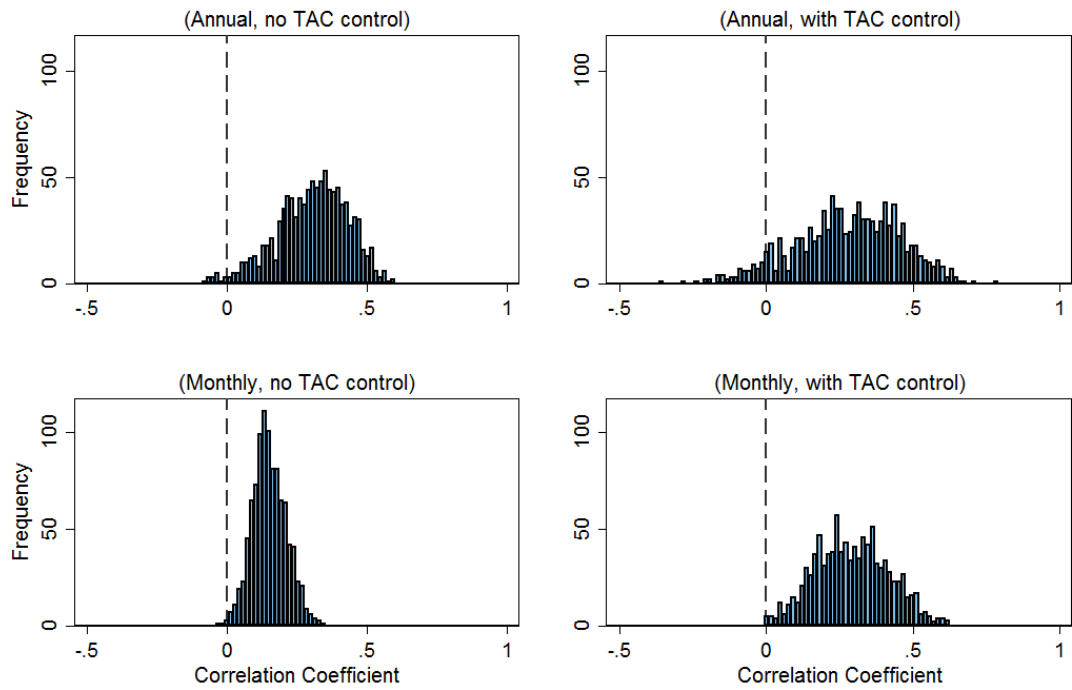 (Annual, no TAC control)
(Annual, with TAC control)
Frequency
100
50
0
-.5 0 .5 1
100
50
0
-.5 0 .5 1
(Monthly, no TAC control)
(Monthly, with TAC control)
Frequency
100
50
0
-.5 0 .5 1
Correlation Coefficient
100
50
0
-.5 0 .5 1
Correlation Coefficient